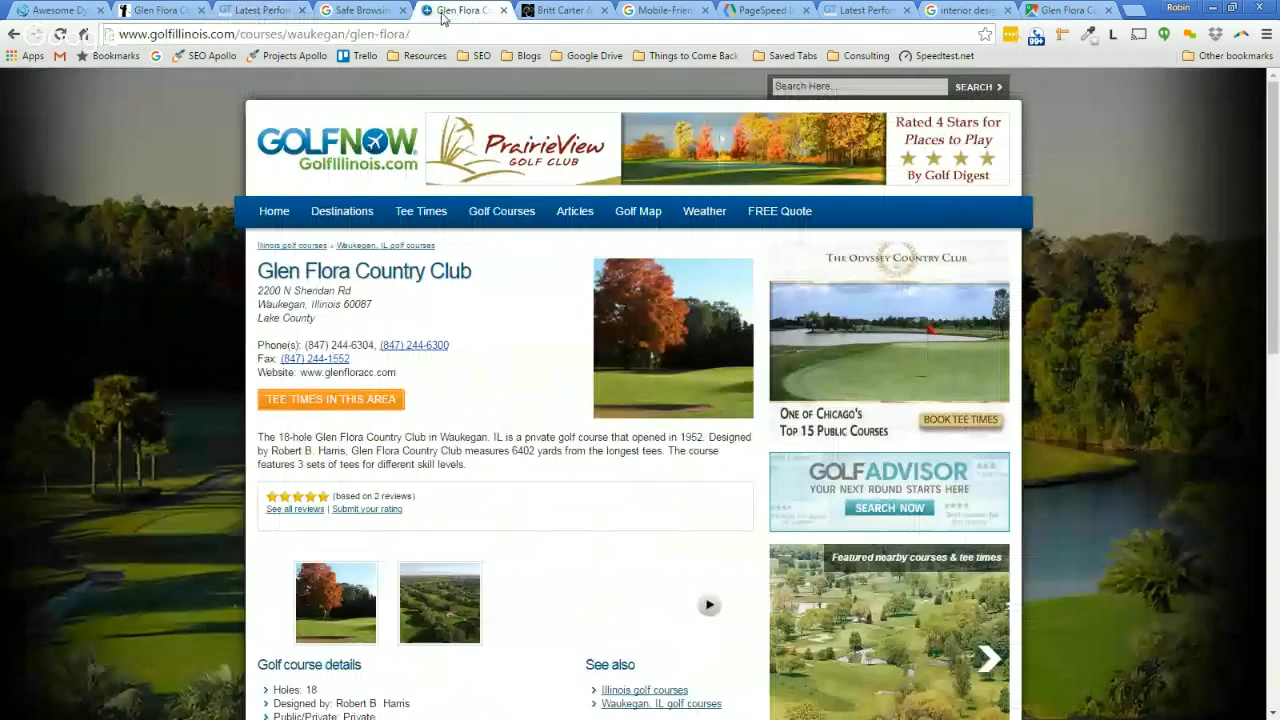 Awesome Dy
Glen Flora Ci
Latest Perfor
Safe Browsin
Glen Flora C
Britt Carter &
Mobile-Frien
PageSpeed I
Latest Perfor
interior desig
Glen Flora C
Robin
www.golfillinois.com/courses/waukegan/glen-flora/
99+
Apps
Bookmarks
SEO Apollo
Projects Apollo
Trello
Resources
SEO
Blogs
Google Drive
Things to Come Back
Saved Tabs
Consulting
Speedtest.net
Other bookmarks
Search Here..
SEARCH
GOLFNOW
GolfIllinois.com
PrairieView
GOLF CLUB
Rated 4 Stars for
Places to Play
By Golf Digest
Home
Destinations
Tee Times
Golf Courses
Articles
Golf Map
Weather
FREE Quote
Illinois golf courses » Waukegan, IL golf courses
Glen Flora Country Club
2200 N Sheridan Rd
Waukegan, Illinois 60087
Lake County
Phone(s): (847) 244-6304, (847) 244-6300
Fax: (847) 244-1552
Website: www.glenfloracc.com
TEE TIMES IN THIS AREA
The 18-hole Glen Flora Country Club in Waukegan, IL is a private golf course that opened in 1952. Designed
by Robert B. Harris, Glen Flora Country Club measures 6402 yards from the longest tees. The course
features 3 sets of tees for different skill levels.
(based on 2 reviews)
See all reviews | Submit your rating
Golf course details
Holes: 18
Designed by: Robert B. Harris
Public/Private: Private
See also
Illinois golf courses
Waukegan, IL golf courses
THE ODYSSEY COUNTRY CLUB
ONE OF CHICAGO'S
TOP 15 PUBLIC COURSES
BOOK TEE TIMES
GOLFADVISOR
YOUR NEXT ROUND STARTS HERE
SEARCH NOW
Featured nearby courses & tee times